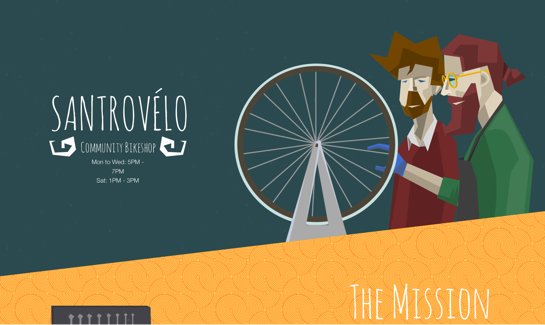 SANTROVÉLO
COMMUNITY BIKESHOP
Mon to Wed: 5PM -
7PM
Sat: 1PM - 3PM
THE MISSION